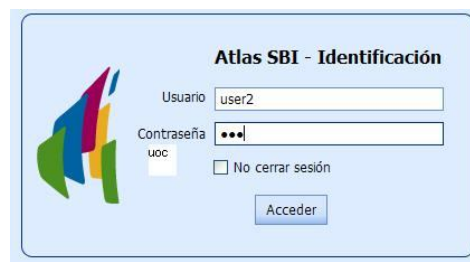 Atlas SBI - Identificación
Usuario user2
Contraseña •••
uoc
No cerrar sesión
Acceder